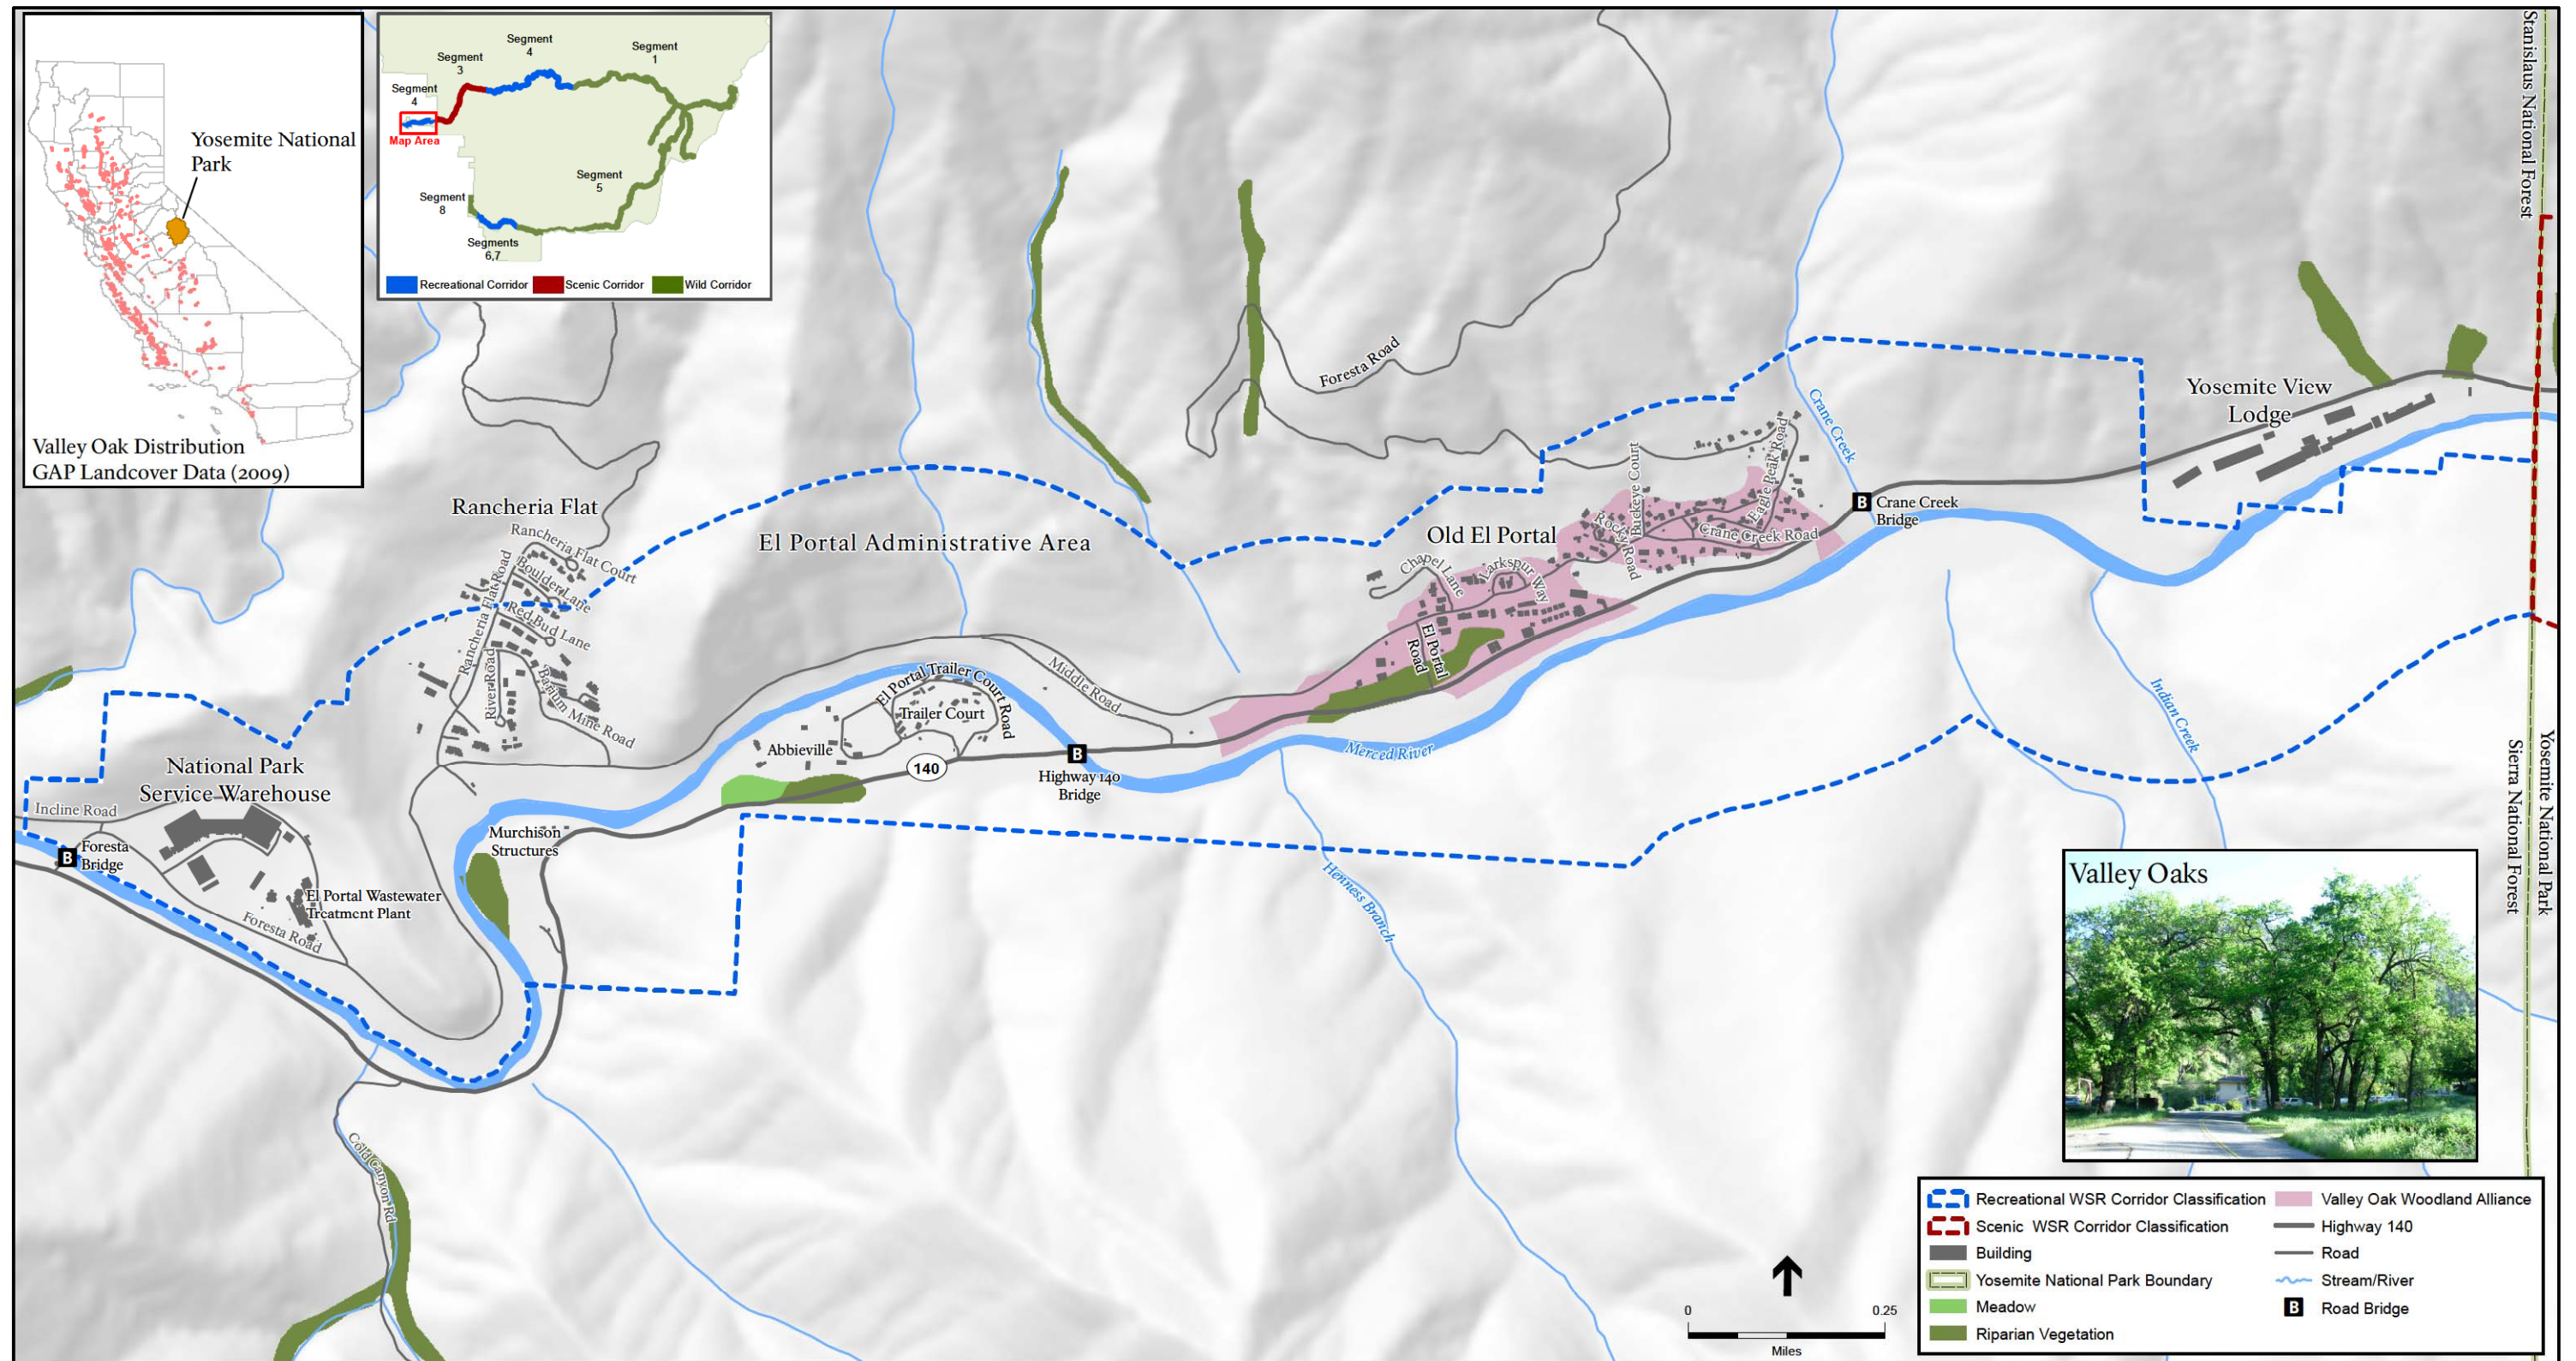 Yosemite National
Park
Valley Oak Distribution
GAP Landcover Data (2009)
Segment
4
Segment
3
Segment
1
Segment
4
Map Area
Segment
5
Segment
8
Segments
6,7
Recreational Corridor
Scenic Corridor
Wild Corridor
Stanislaus National Forest
Foresta Road
Crane Creek
Yosemite View
Lodge
Rancheria Flat
Rancheria Flat Court
Boulder Lane
Rancheria Flat Road
Red Bud Lane
River Road
Barium Mine Road
El Portal Administrative Area
Old El Portal
Buckeye Court
Eagle Peak Road
Rocky Road
Crane Creek Road
B
Crane Creek
Bridge
Chapel Lane
Larkspur Way
El Portal
Road
Middle Road
El Portal Trailer Court Road
Trailer Court
Abbieville
140
B
Highway 140
Bridge
Merced River
Indian Creek
Henness Branch
National Park
Service Warehouse
Incline Road
B
Foresta
Bridge
Murchison
Structures
El Portal Wastewater
Treatment Plant
Foresta Road
Cold Canyon Rd
Sierra National Forest
Yosemite National Park
Valley Oaks
0
0.25
Miles
Recreational WSR Corridor Classification
Scenic WSR Corridor Classification
Building
Yosemite National Park Boundary
Meadow
Riparian Vegetation
Valley Oak Woodland Alliance
Highway 140
Road
Stream/River
B
Road Bridge